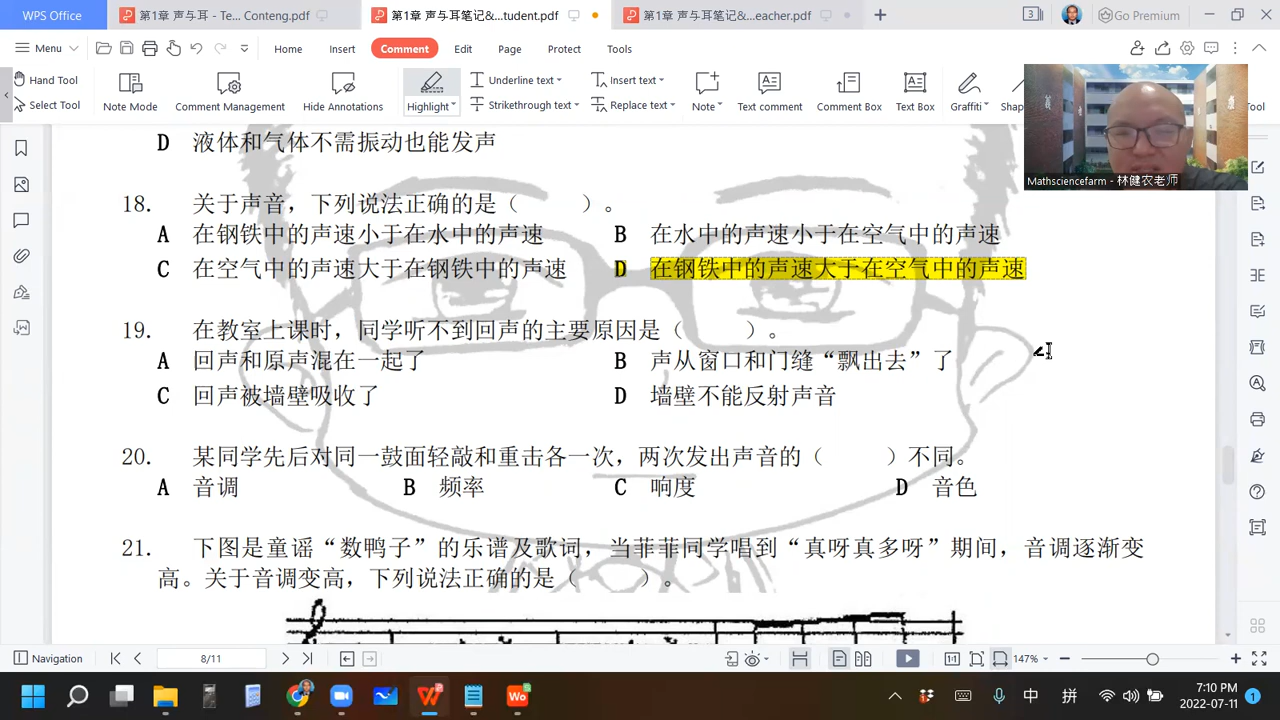 WPS Office
第1章 声与耳 - Te... Conteng.pdf
第1章 声与耳笔记&...tudent.pdf
第1章 声与耳笔记&...eacher.pdf
3
Go Premium
Menu
Home
Insert
Comment
Edit
Page
Protect
Tools
Hand Tool
Select Tool
Note Mode
Comment Management
Hide Annotations
Highlight
Underline text
Strikethrough text
Insert text
Replace text
Note
Text comment
Comment Box
Text Box
Graffiti
Tool
Mathsciencefarm - 林健农老师
D 液体和气体不需振动也能发声
18. 关于声音，下列说法正确的是（ ）。
A 在钢铁中的声速小于在水中的声速 B 在水中的声速小于在空气中的声速
C 在空气中的声速大于在钢铁中的声速 D 在钢铁中的声速大于在空气中的声速
19. 在教室上课时，同学听不到回声的主要原因是（ ）。
A 回声和原声混在一起了 B 声从窗口和门缝“飘出去”了
C 回声被墙壁吸收了 D 墙壁不能反射声音
20. 某同学先后对同一鼓面轻敲和重击各一次，两次发出声音的（ ）不同。
A 音调 B 频率 C 响度 D 音色
21. 下图是童谣“数鸭子”的乐谱及歌词，当菲菲同学唱到“真呀真多呀”期间，音调逐渐变
高。关于音调变高，下列说法正确的是（ ）。
Navigation
8/11
1:1
147%
中
拼
7:10 PM
2022-07-11
1